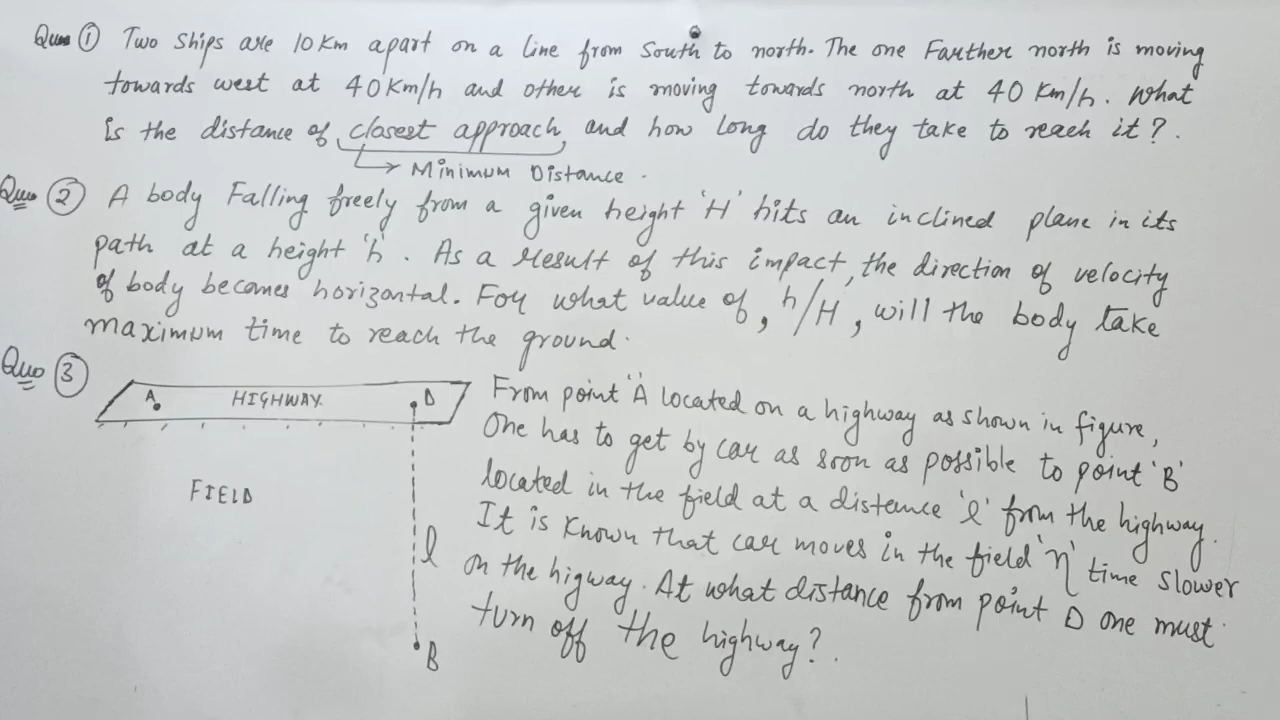 Ques ① Two Ships are 10 Km apart on a line from South to north. The one Farther north is moving
towards west at 40 Km/h and other is moving towards north at 40 Km/h. What
is the distance of closest approach, and how long do they take to reach it?.
Minimum Distance.
Ques ② A body Falling freely from a given height 'H' hits an inclined plane in its
path at a height 'h'. As a result of this impact, the direction of velocity
of body becomes horizontal. For what value of, h/H, will the body take
maximum time to reach the ground.
Ques ③
A HIGHWAY D
FIELD
l
B
From point 'A' located on a highway as shown in figure,
One has to get by car as soon as possible to point 'B'
located in the field at a distance 'l' from the highway.
It is known that car moves in the field 'η' time slower
on the higway. At what distance from point D one must
turn off the highway?.